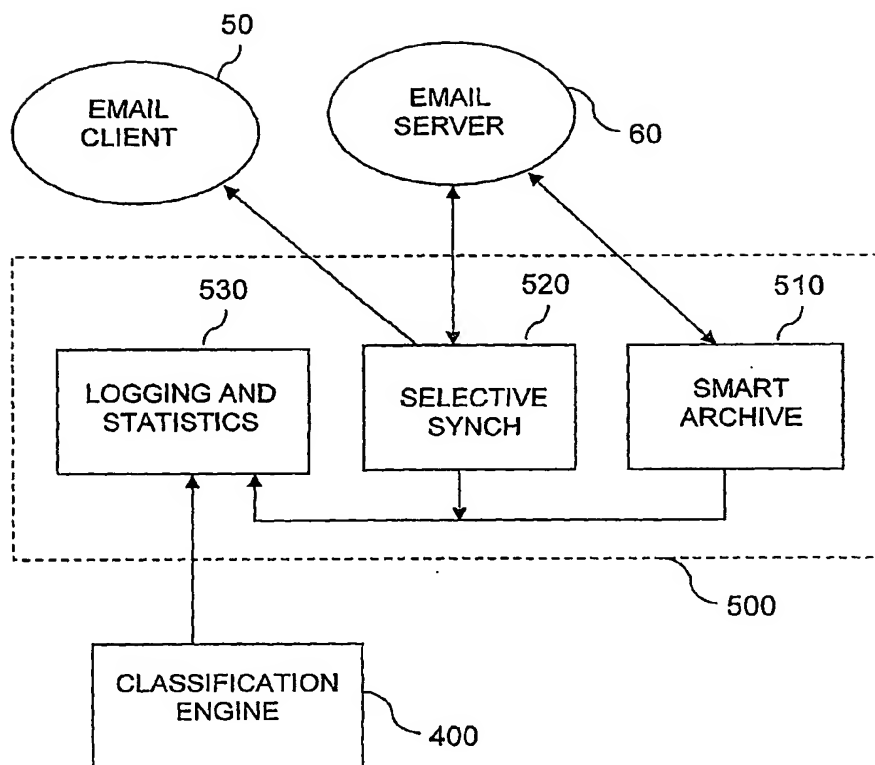 50
EMAIL
CLIENT
EMAIL
SERVER
60
530
520
510
LOGGING AND
STATISTICS
SELECTIVE
SYNCH
SMART
ARCHIVE
500
CLASSIFICATION
ENGINE
400